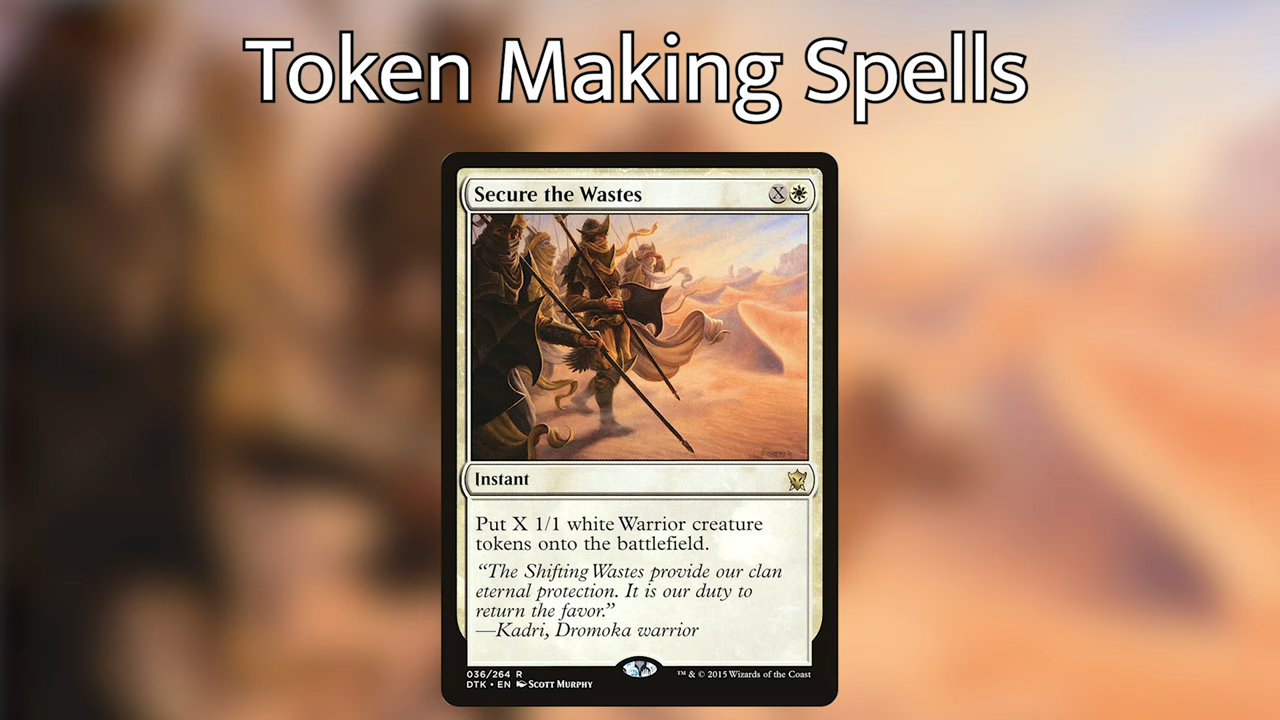 Token Making Spells
Secure the Wastes X
Instant
Put X 1/1 white Warrior creature
tokens onto the battlefield.
“The Shifting Wastes provide our clan
eternal protection. It is our duty to
return the favor.”
—Kadri, Dromoka warrior
036/264 R
DTK • EN Scott Murphy
™ & © 2015 Wizards of the Coast